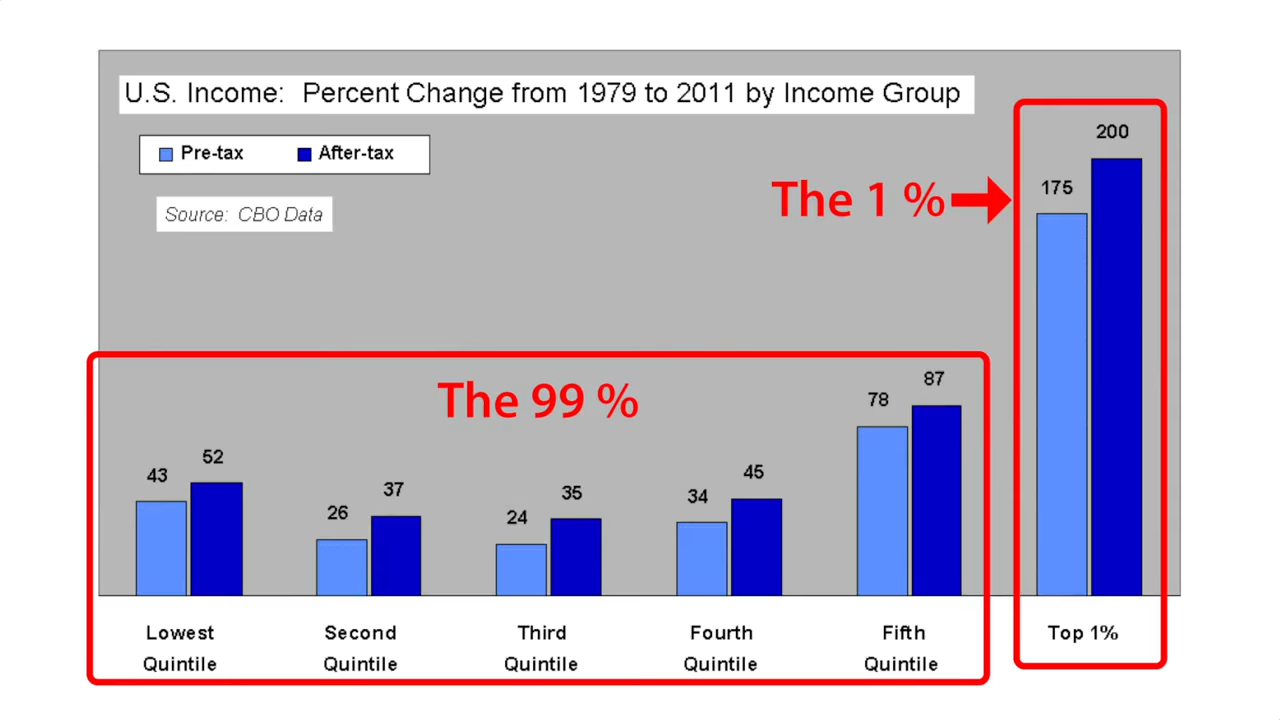 U.S. Income: Percent Change from 1979 to 2011 by Income Group
Pre-tax After-tax
Source: CBO Data
The 1 %
200
175
The 99 %
43 52
26 37
24 35
34 45
78 87
Lowest Quintile
Second Quintile
Third Quintile
Fourth Quintile
Fifth Quintile
Top 1%